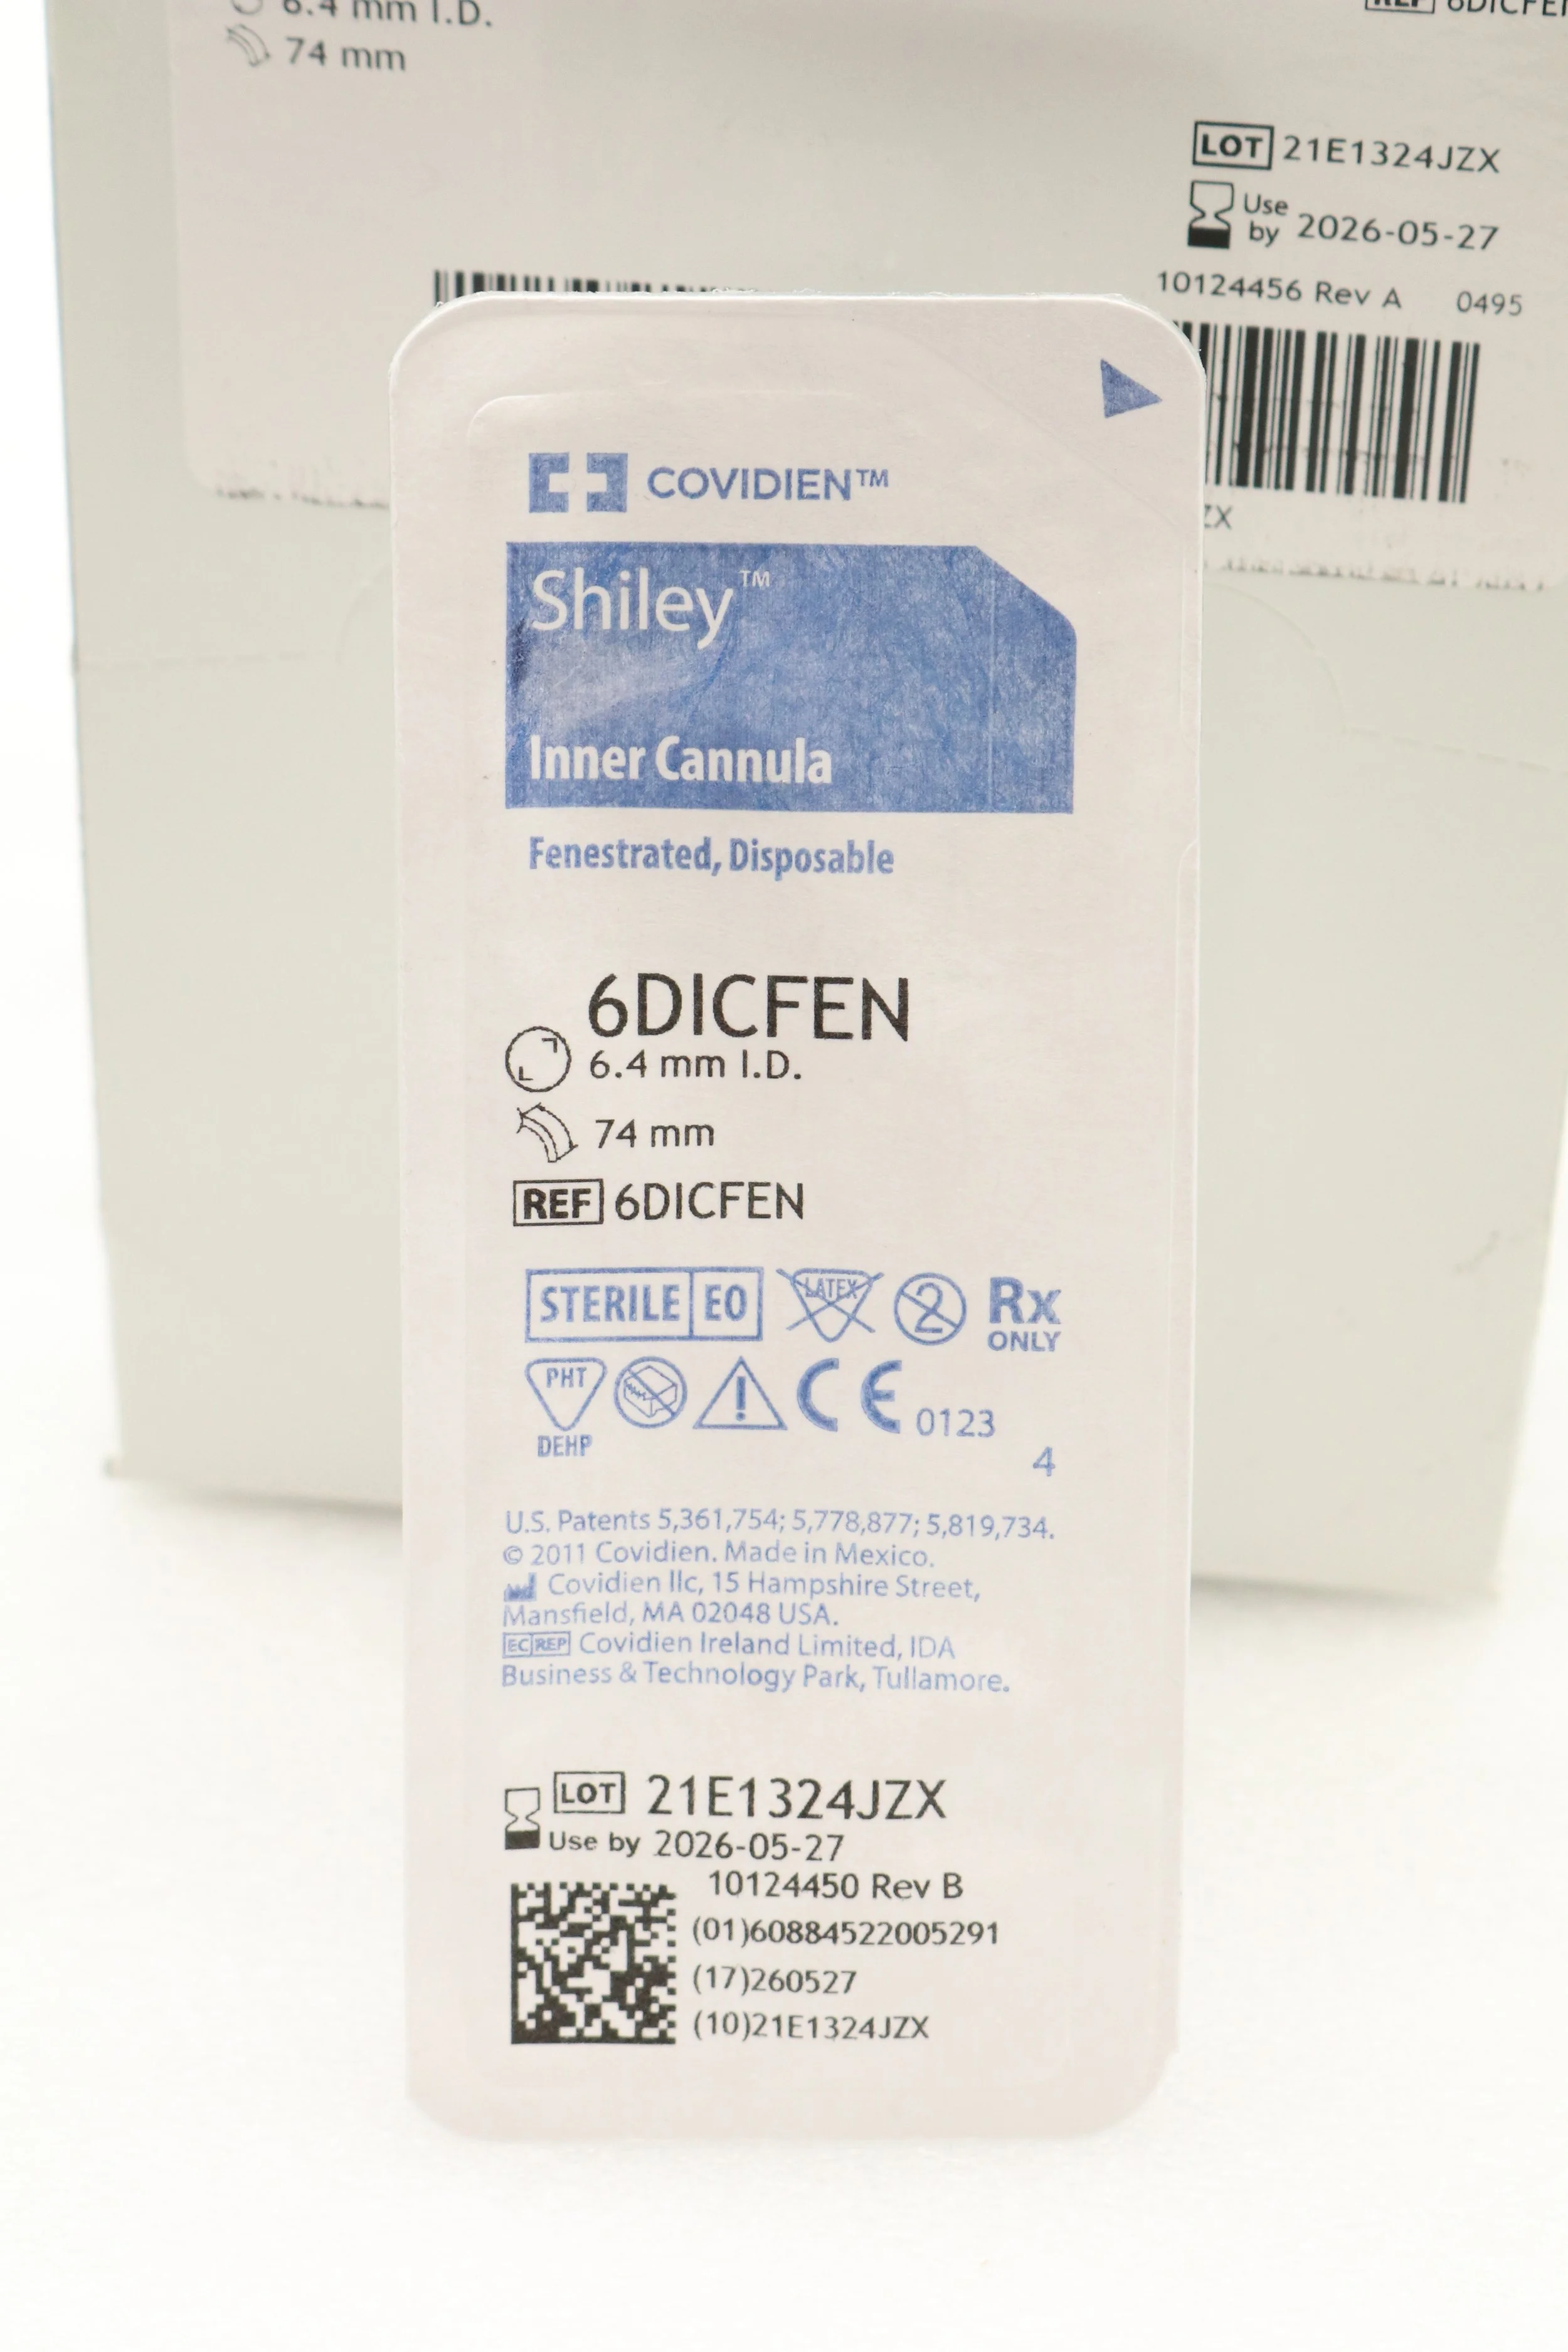 6.4 mm I.D.
74 mm
REF 6DICFEN
LOT 21E1324JZX
Use
by 2026-05-27
10124456 Rev A 0495
ZX
COVIDIEN™
Shiley™
Inner Cannula
Fenestrated, Disposable
6DICFEN
6.4 mm I.D.
74 mm
REF 6DICFEN
STERILE EO LATEX 2 Rx
ONLY
PHT ! CE 0123
DEHP
4
U.S. Patents 5,361,754; 5,778,877; 5,819,734.
© 2011 Covidien. Made in Mexico.
Covidien llc, 15 Hampshire Street,
Mansfield, MA 02048 USA.
EC REP Covidien Ireland Limited, IDA
Business & Technology Park, Tullamore.
LOT 21E1324JZX
Use by 2026-05-27
10124450 Rev B
(01)60884522005291
(17)260527
(10)21E1324JZX